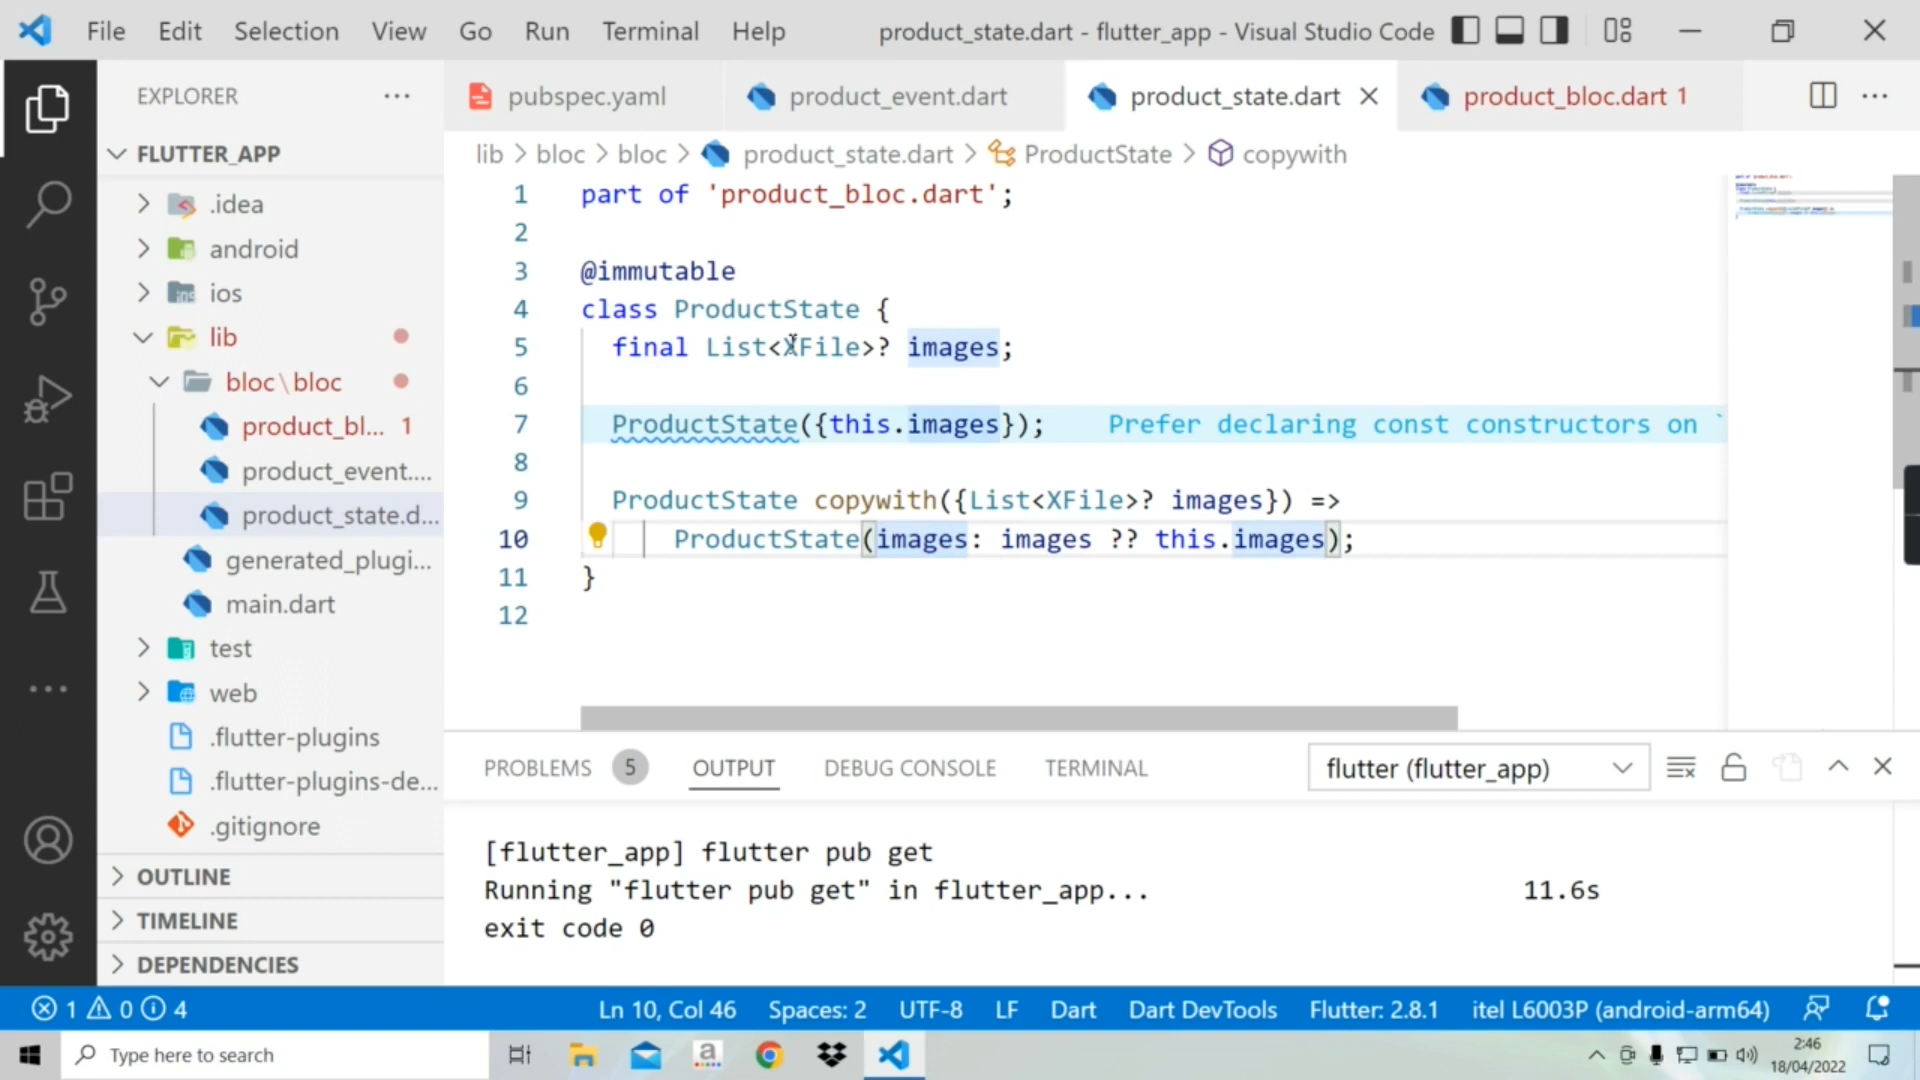 File Edit Selection View Go Run Terminal Help product_state.dart - flutter_app - Visual Studio Code
EXPLORER
pubspec.yaml product_event.dart product_state.dart product_bloc.dart 1
FLUTTER_APP
lib > bloc > bloc > product_state.dart > ProductState > copywith
.idea
android
ios
lib
bloc\bloc
product_bl... 1
product_event....
product_state.d...
generated_plugi...
main.dart
test
web
.flutter-plugins
.flutter-plugins-de...
.gitignore
OUTLINE
TIMELINE
DEPENDENCIES
1 part of 'product_bloc.dart';
2
3 @immutable
4 class ProductState {
5 final List<XFile>? images;
6
7 ProductState({this.images}); Prefer declaring const constructors on `
8
9 ProductState copywith({List<XFile>? images}) =>
10 ProductState(images: images ?? this.images);
11 }
12
PROBLEMS 5 OUTPUT DEBUG CONSOLE TERMINAL flutter (flutter_app)
[flutter_app] flutter pub get
Running "flutter pub get" in flutter_app... 11.6s
exit code 0
1 0 4 Ln 10, Col 46 Spaces: 2 UTF-8 LF Dart Dart DevTools Flutter: 2.8.1 itel L6003P (android-arm64)
Type here to search
2:46
18/04/2022